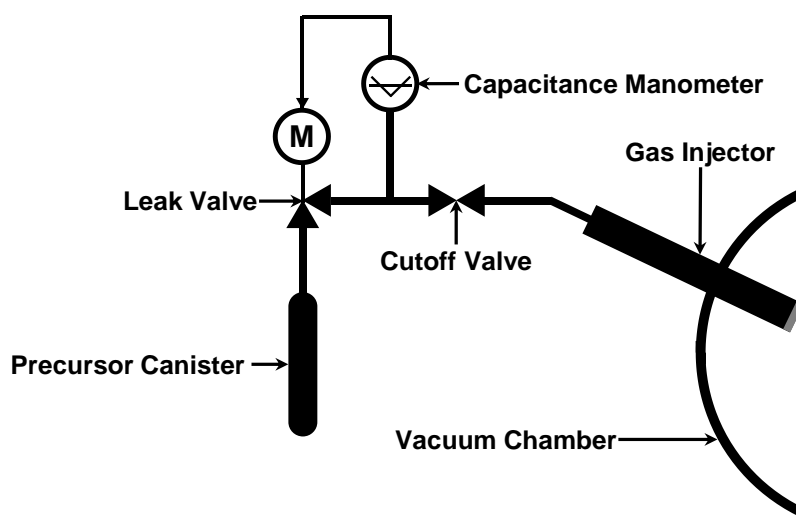 Capacitance Manometer
M
Gas Injector
Leak Valve
Cutoff Valve
Precursor Canister
Vacuum Chamber